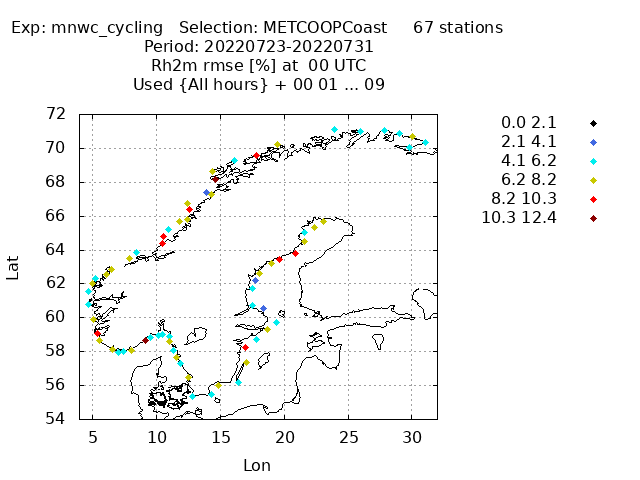 Exp: mnwc_cycling   Selection: METCOOPCoast     67 stations
Period: 20220723-20220731
Rh2m rmse [%] at  00 UTC
Used {All hours} + 00 01 ... 09
72
70
68
66
64
62
60
58
56
54
5 10 15 20 25 30
Lat
Lon
0.0 2.1
2.1 4.1
4.1 6.2
6.2 8.2
8.2 10.3
10.3 12.4